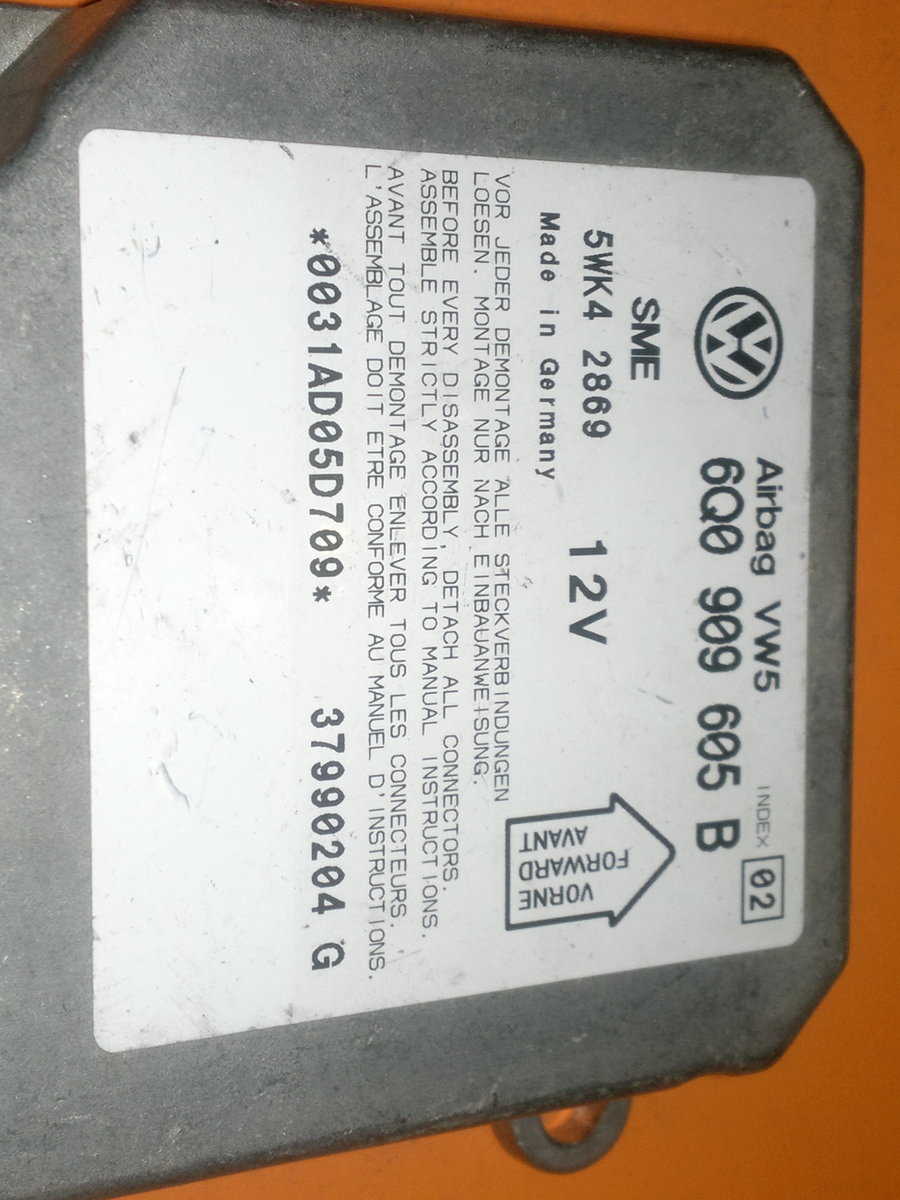 Airbag VW5 INDEX 02
6Q0 909 605 B
SME
5WK4 2869 12V
Made in Germany
VORNE
FORWARD
AVANT
VOR JEDER DEMONTAGE ALLE STECKVERBINDUNGEN
LOESEN. MONTAGE NUR NACH EINBAUANWEISUNG.
BEFORE EVERY DISASSEMBLY, DETACH ALL CONNECTORS.
ASSEMBLE STRICTLY ACCORDING TO MANUAL INSTRUCTIONS.
AVANT TOUT DEMONTAGE ENLEVER TOUS LES CONNECTEURS.
L'ASSEMBLAGE DOIT ETRE CONFORME AU MANUEL D'INSTRUCTIONS.
*0031AD05D709* 37990204 G